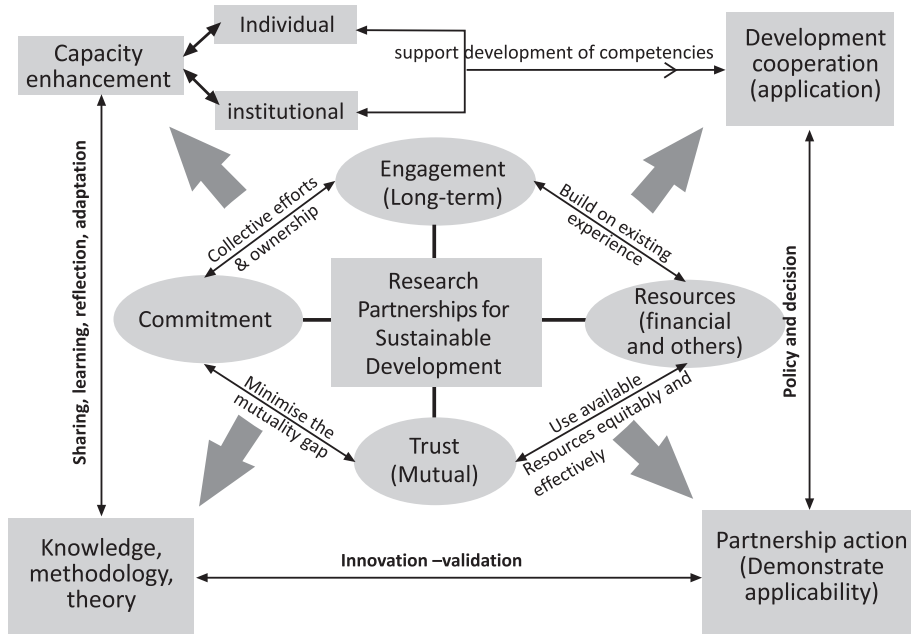 Individual
Capacity
enhancement
institutional
support development of competencies
Development
cooperation
(application)
Engagement
(Long-term)
Collective efforts
& ownership
Build on existing
experience
Sharing, learning, reflection, adaptation
Commitment
Research
Partnerships for
Sustainable
Development
Resources
(financial
and others)
Policy and decision
Minimise the
mutuality gap
Trust
(Mutual)
Use available
Resources equitably and
effectively
Knowledge,
methodology,
theory
Innovation –validation
Partnership action
(Demonstrate
applicability)